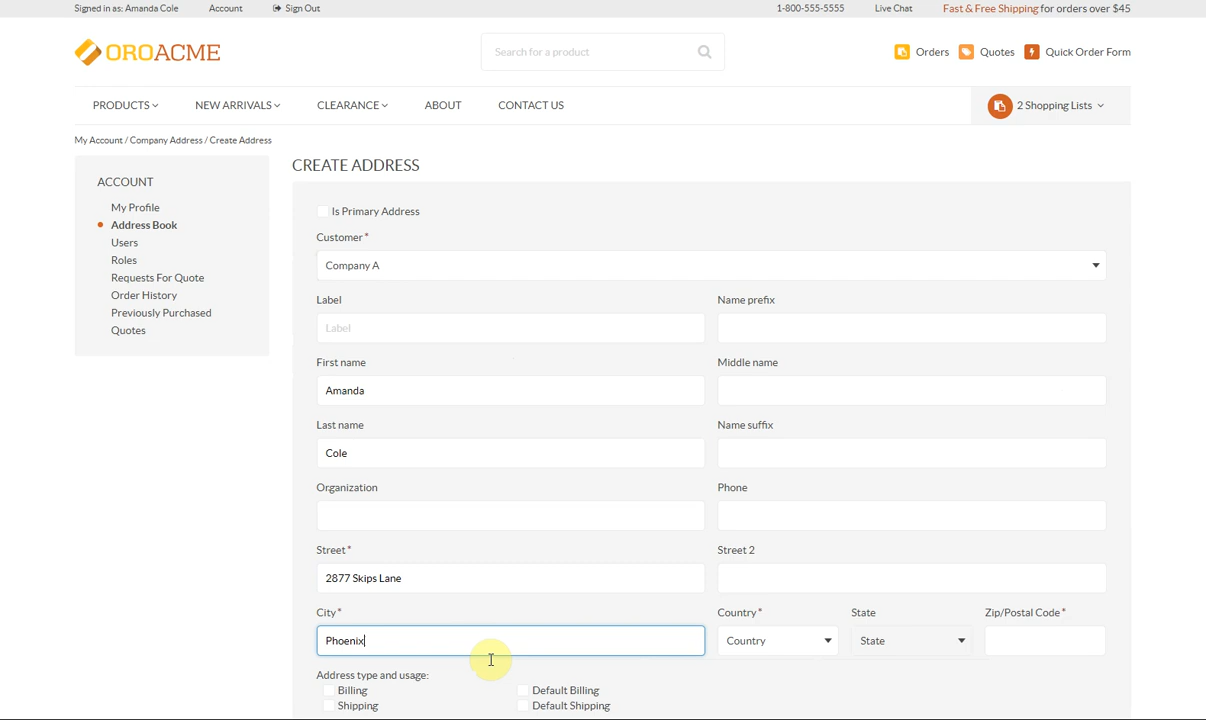 Signed in as: Amanda Cole Account Sign Out 1-800-555-5555 Live Chat Fast & Free Shipping for orders over $45
OROACME Search for a product Orders Quotes Quick Order Form
PRODUCTS NEW ARRIVALS CLEARANCE ABOUT CONTACT US 2 Shopping Lists
My Account / Company Address / Create Address
ACCOUNT
My Profile
Address Book
Users
Roles
Requests For Quote
Order History
Previously Purchased
Quotes
CREATE ADDRESS
Is Primary Address
Customer*
Company A
Label Name prefix
Label
First name Middle name
Amanda
Last name Name suffix
Cole
Organization Phone
Street* Street 2
2877 Skips Lane
City* Country* State Zip/Postal Code*
Phoenix Country State
Address type and usage:
Billing Default Billing
Shipping Default Shipping